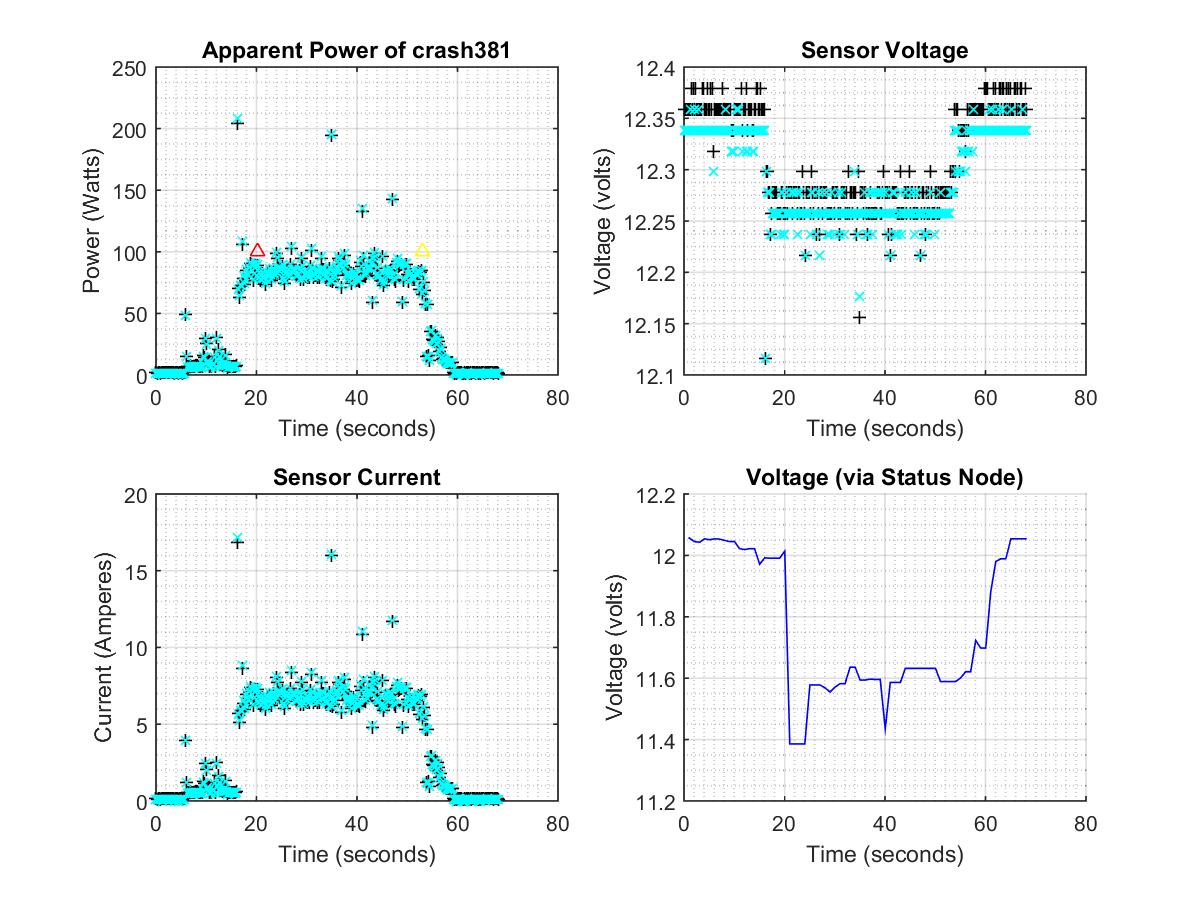 Apparent Power of crash381
250
200
150
100
50
0
Power (Watts)
0 20 40 60 80
Time (seconds)
Sensor Voltage
12.4
12.35
12.3
12.25
12.2
12.15
12.1
Voltage (volts)
0 20 40 60 80
Time (seconds)
Sensor Current
20
15
10
5
0
Current (Amperes)
0 20 40 60 80
Time (seconds)
Voltage (via Status Node)
12.2
12
11.8
11.6
11.4
11.2
Voltage (volts)
0 20 40 60 80
Time (seconds)